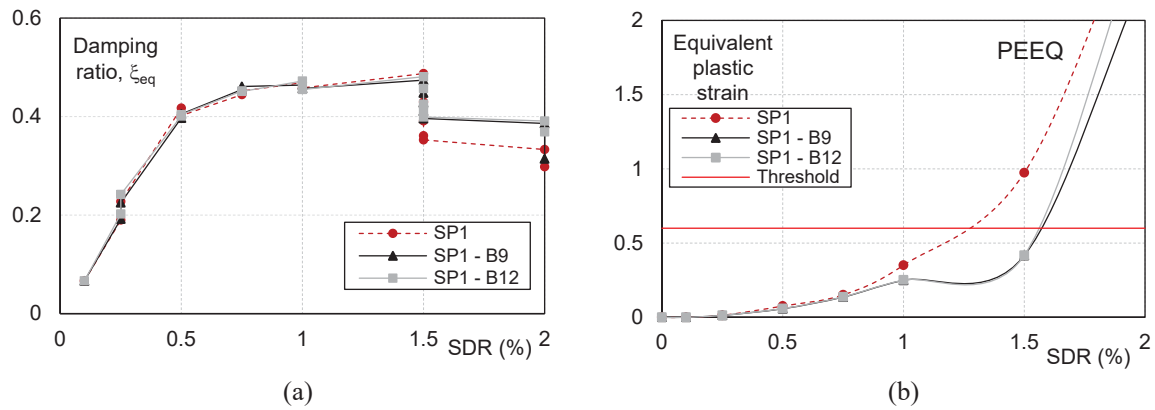 0.6
Damping
ratio, ξeq
0.4
0.2
SP1
SP1 - B9
SP1 - B12
0
0
0.5
1
1.5
2
SDR (%)
(a)
2
Equivalent
plastic
strain
PEEQ
1.5
SP1
SP1 - B9
SP1 - B12
Threshold
1
0.5
0
0
0.5
1
1.5
2
SDR (%)
(b)